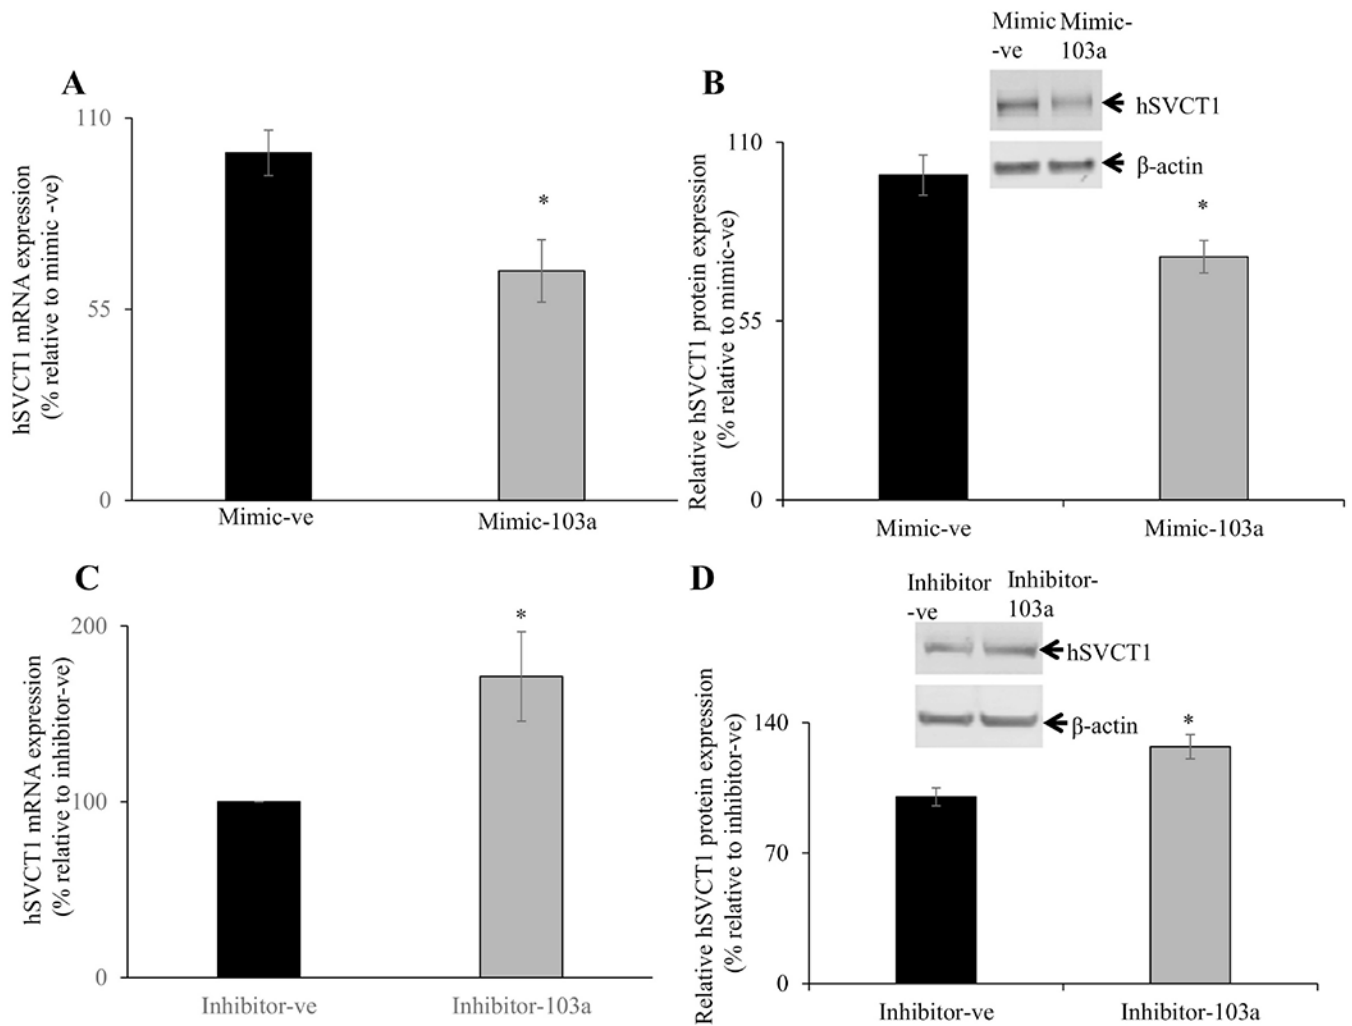 A
110
55
0
hSVCT1 mRNA expression
(% relative to mimic -ve)
*
Mimic-ve
Mimic-103a
B
Mimic
-ve
Mimic-
103a
hSVCT1
β-actin
110
55
0
Relative hSVCT1 protein expression
(% relative to mimic-ve)
*
Mimic-ve
Mimic-103a
C
200
100
0
hSVCT1 mRNA expression
(% relative to inhibitor-ve)
*
Inhibitor-ve
Inhibitor-103a
D
Inhibitor
-ve
Inhibitor-
103a
hSVCT1
β-actin
140
70
0
Relative hSVCT1 protein expression
(% relative to inhibitor-ve)
*
Inhibitor-ve
Inhibitor-103a